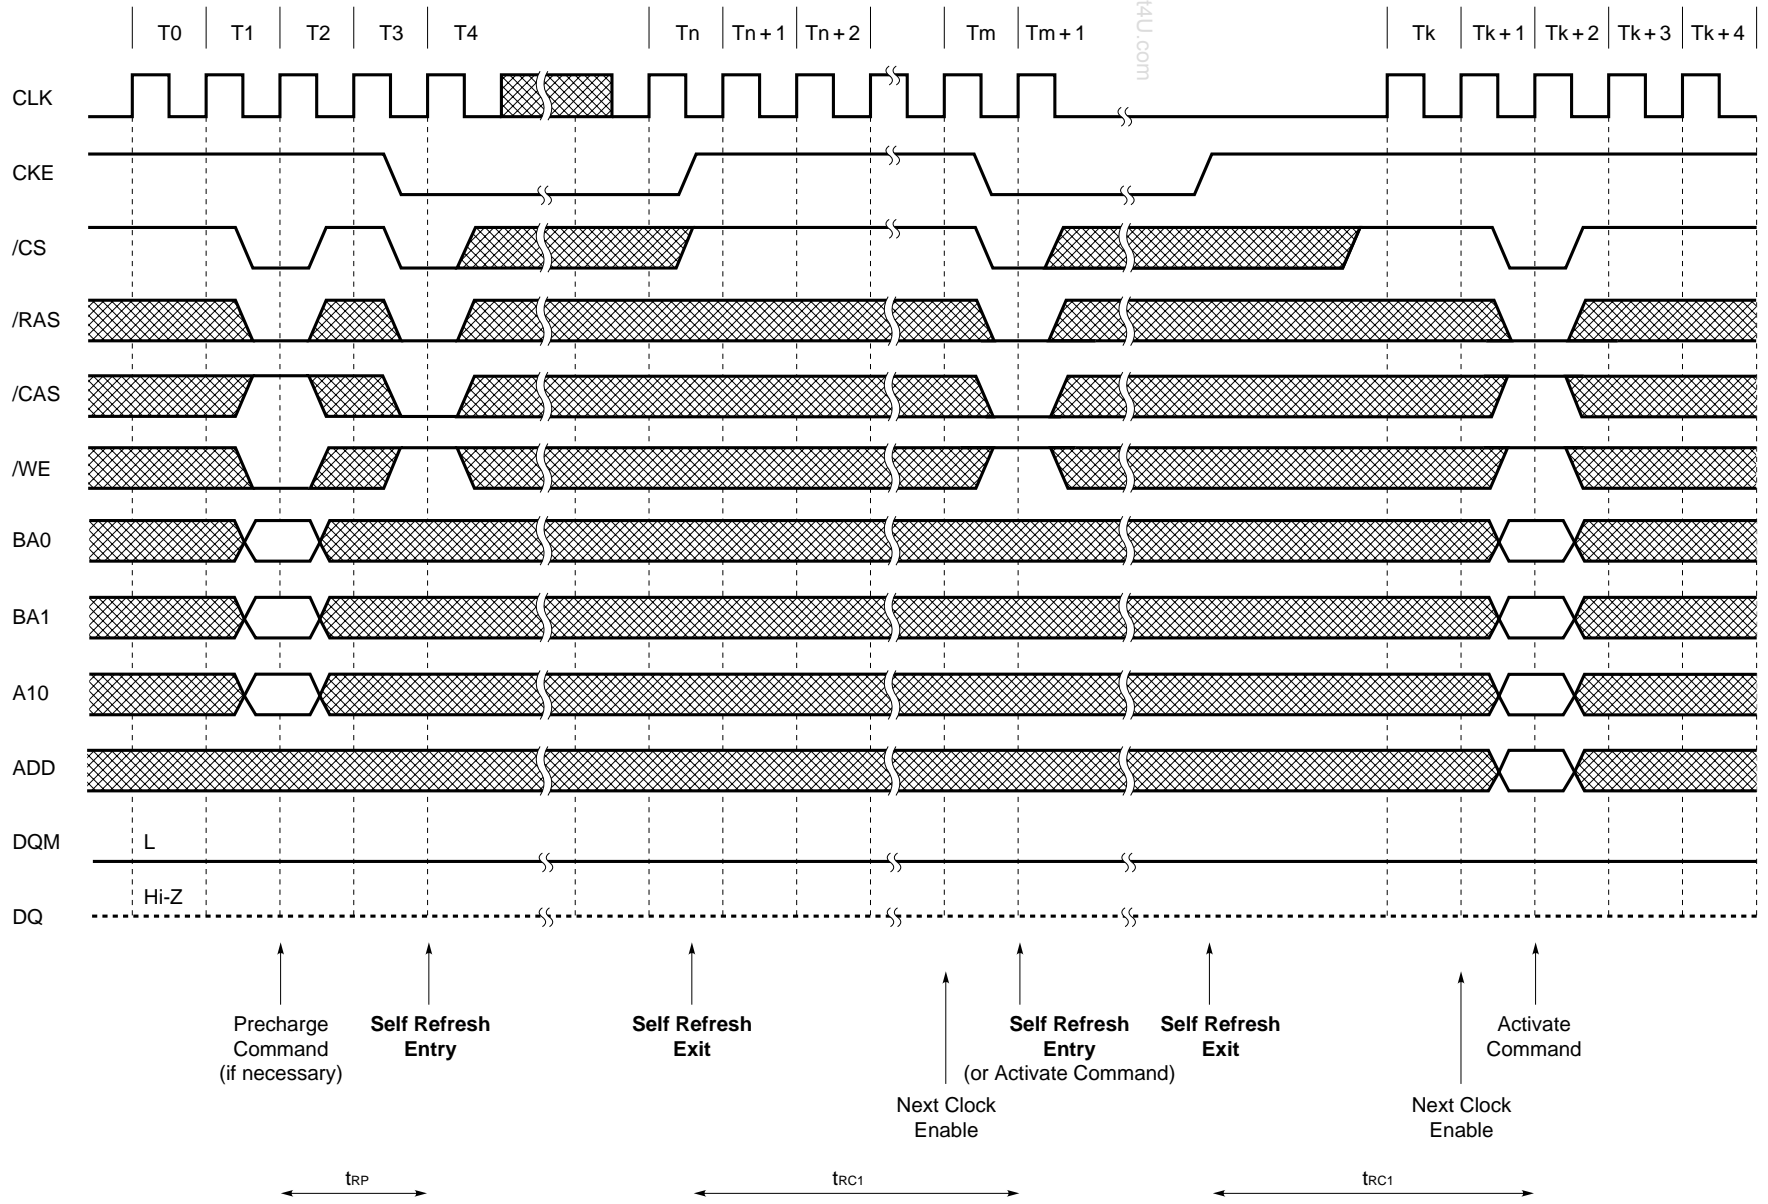 t4U.com
T0 T1 T2 T3 T4 Tn Tn + 1 Tn + 2 Tm Tm + 1 Tk Tk + 1 Tk + 2 Tk + 3 Tk + 4
CLK
CKE
/CS
/RAS
/CAS
/WE
BA0
BA1
A10
ADD
DQM
L
Hi-Z
DQ
Precharge
Command
(if necessary)
Self Refresh
Entry
Self Refresh
Exit
Self Refresh
Entry
(or Activate Command)
Self Refresh
Exit
Activate
Command
Next Clock
Enable
Next Clock
Enable
tRP
tRC1
tRC1